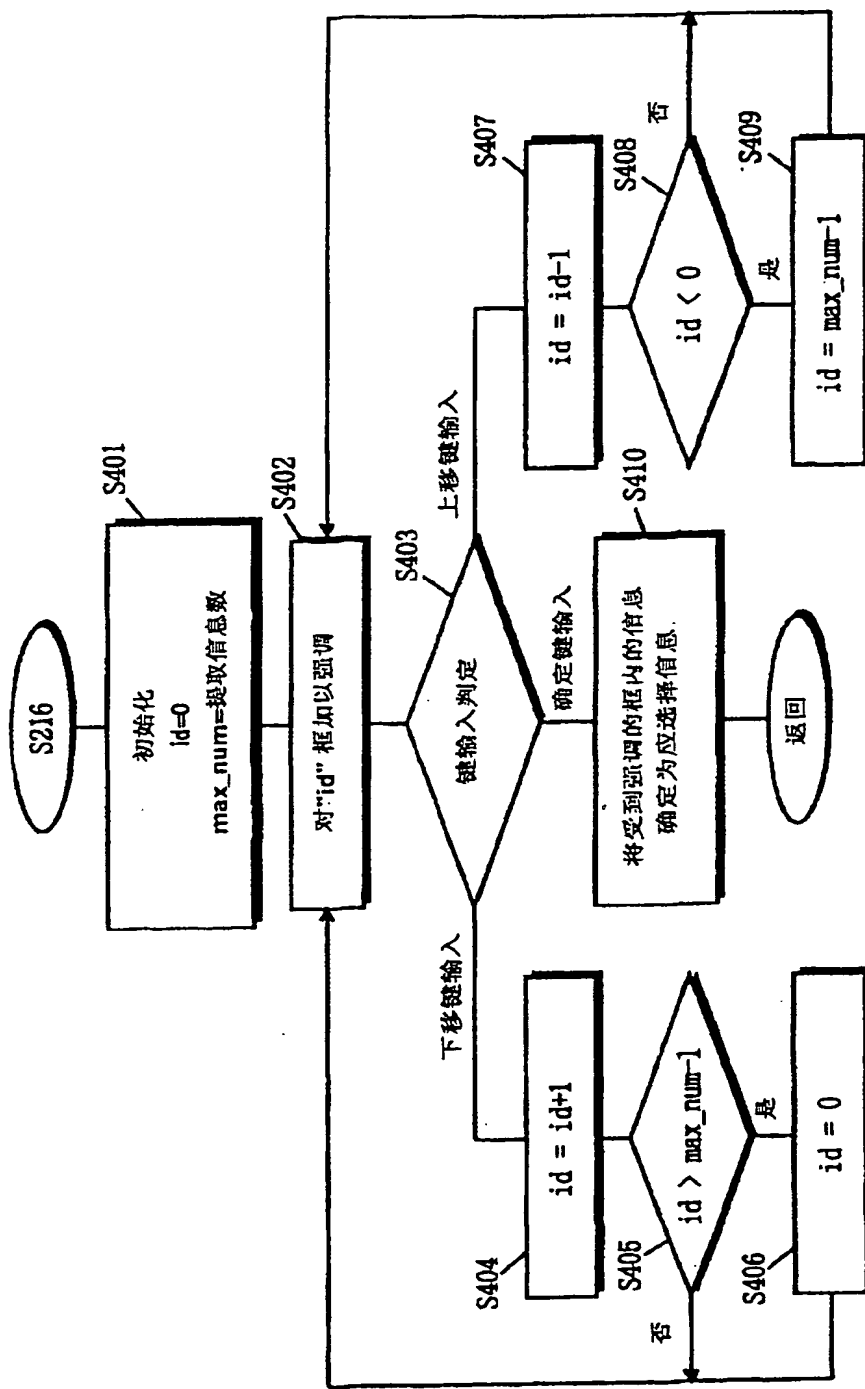 S216
S401
初始化
id=0
max_num=提取信息数
S402
对“id”框加以强调
S403
键输入判定
下移键输入
确定键输入
上移键输入
S404
id = id+1
S405
id > max_num-1
否
是
S406
id = 0
S410
将受到强调的框内的信息
确定为应选择信息
返回
S407
id = id-1
S408
id < 0
否
是
S409
id = max_num-1